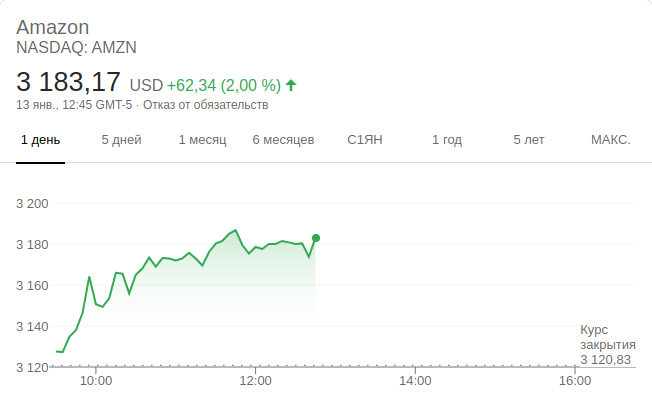 Amazon
NASDAQ: AMZN
3 183,17 USD +62,34 (2,00 %)
13 янв., 12:45 GMT-5 · Отказ от обязательств
1 день 5 дней 1 месяц 6 месяцев С1ЯН 1 год 5 лет МАКС.
3 200
3 180
3 160
3 140
3 120
Курс
закрытия
3 120,83
10:00 12:00 14:00 16:00